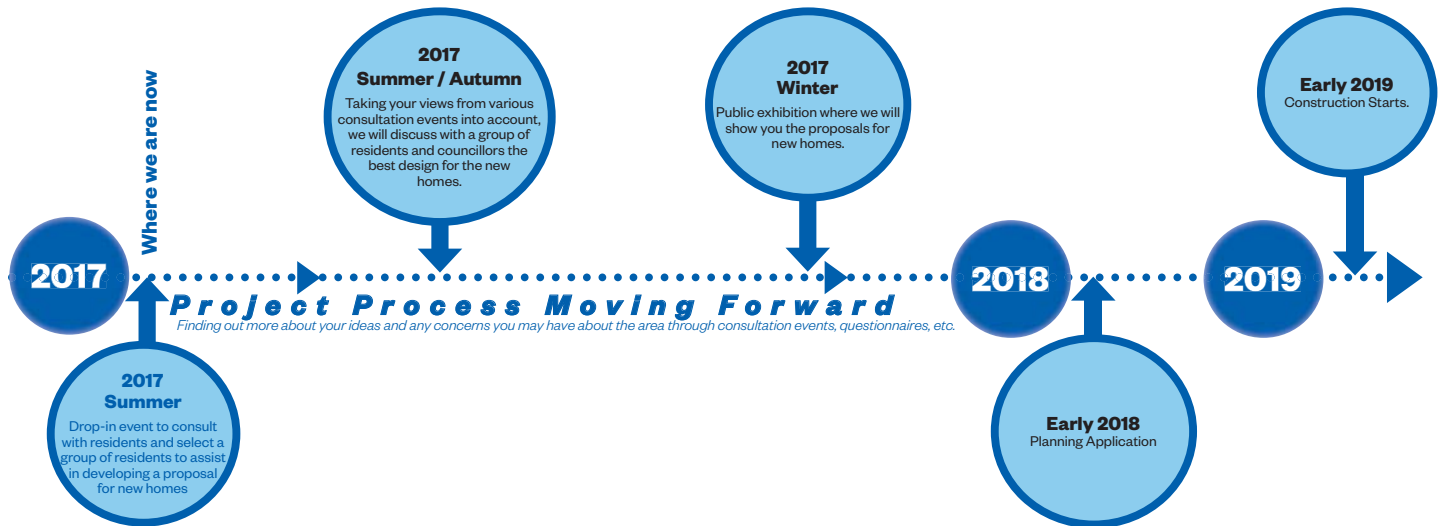 2017
Where we are now
2017
Summer
Drop-in event to consult
with residents and select a
group of residents to assist
in developing a proposal
for new homes
2017
Summer / Autumn
Taking your views from various
consultation events into account,
we will discuss with a group of
residents and councillors the
best design for the new
homes.
2017
Winter
Public exhibition where we will
show you the proposals for
new homes.
Project Process Moving Forward
Finding out more about your ideas and any concerns you may have about the area through consultation events, questionnaires, etc.
2018
Early 2018
Planning Application
2019
Early 2019
Construction Starts.